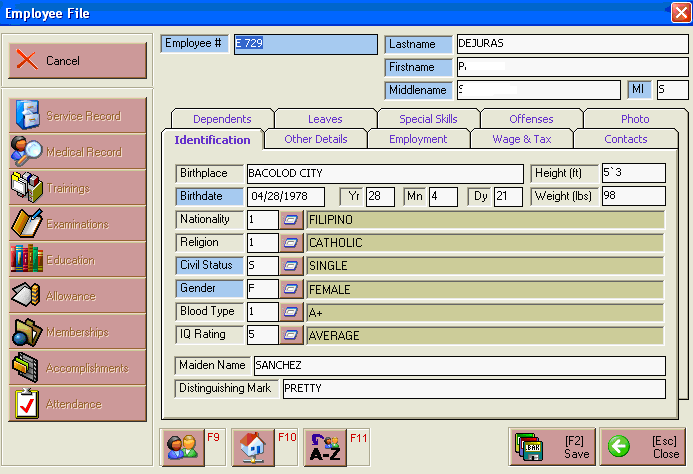 Employee File
Cancel
Service Record
Medical Record
Trainings
Examinations
Education
Allowance
Memberships
Accomplishments
Attendance
Employee # E 729
Lastname DEJURAS
Firstname
Middlename MI S
Dependents Leaves Special Skills Offenses Photo
Identification Other Details Employment Wage & Tax Contacts
Birthplace BACOLOD CITY Height (ft) 5`3
Birthdate 04/28/1978 Yr 28 Mn 4 Dy 21 Weight (lbs) 98
Nationality 1 FILIPINO
Religion 1 CATHOLIC
Civil Status S SINGLE
Gender F FEMALE
Blood Type 1 A+
IQ Rating 5 AVERAGE
Maiden Name SANCHEZ
Distinguishing Mark PRETTY
F9 F10 A-Z F11
BAK [F2] Save
[Esc] Close